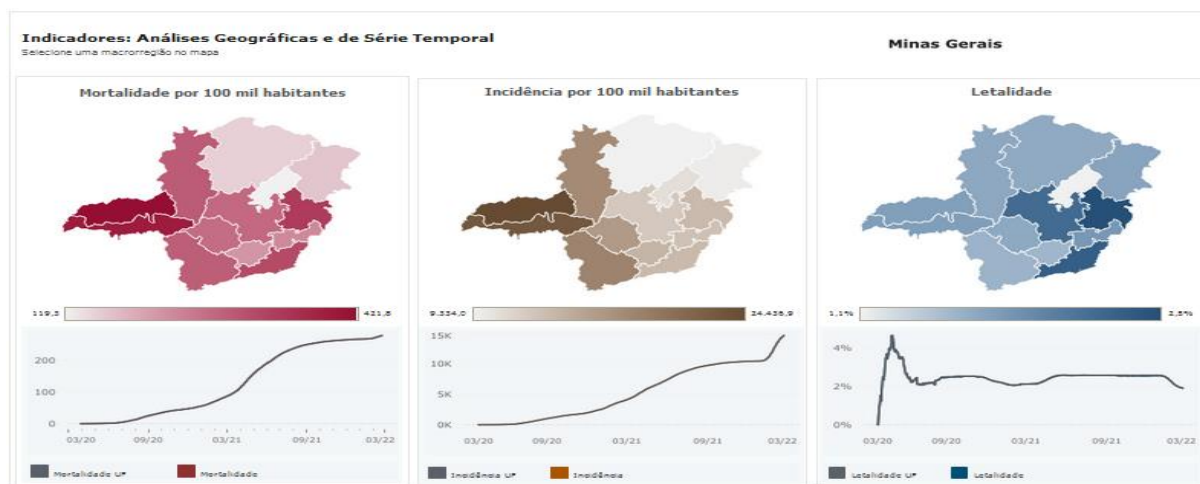 Indicadores: Análises Geográficas e de Série Temporal
Selecione uma macrorregião no mapa
Minas Gerais
Mortalidade por 100 mil habitantes
119,3
421,8
200
100
0
03/20
09/20
03/21
09/21
03/22
Mortalidade UF
Mortalidade
Incidência por 100 mil habitantes
9.334,0
24.436,9
15K
10K
5K
0K
03/20
09/20
03/21
09/21
03/22
Incidência UF
Incidência
Letalidade
1,1%
2,5%
4%
2%
0%
03/20
09/20
03/21
09/21
03/22
Letalidade UF
Letalidade